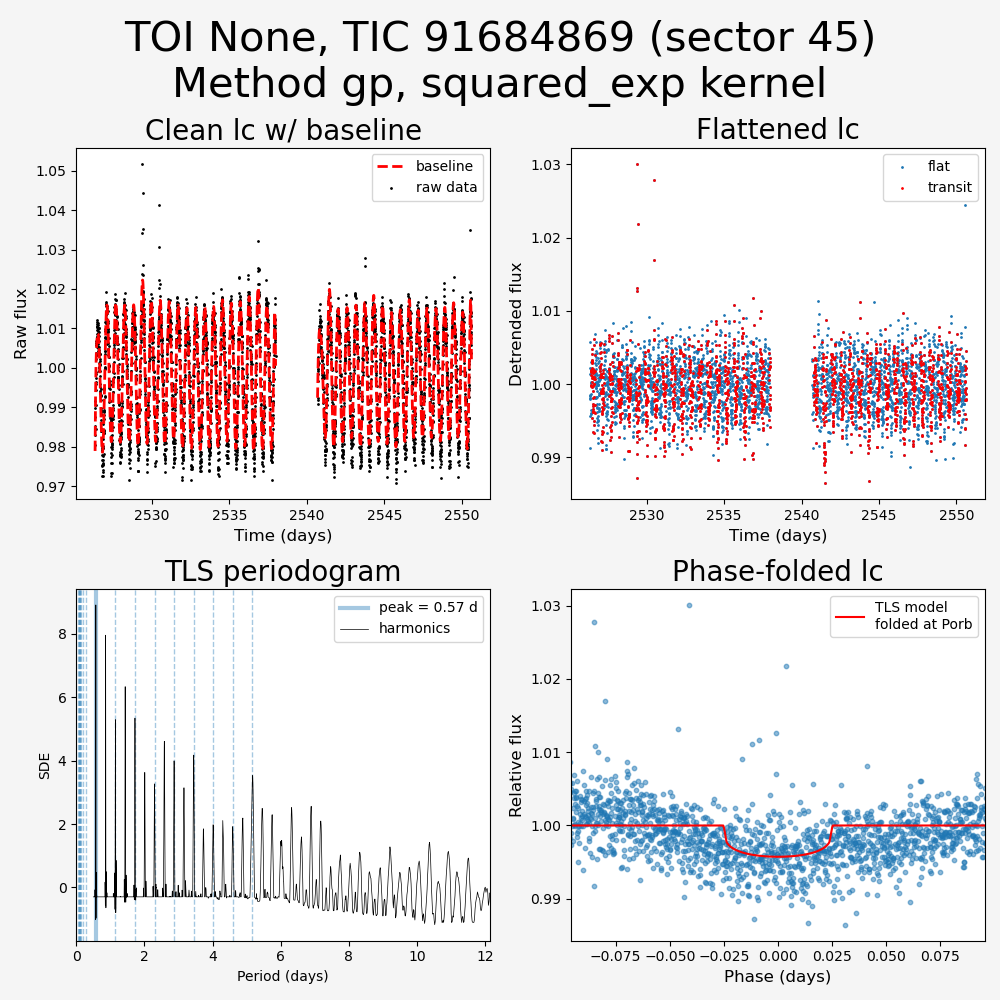 TOI None, TIC 91684869 (sector 45)
Method gp, squared_exp kernel
Clean lc w/ baseline
Raw flux
1.05
1.04
1.03
1.02
1.01
1.00
0.99
0.98
0.97
baseline
raw data
2530
2535
2540
2545
2550
Time (days)
Flattened lc
Detrended flux
1.03
1.02
1.01
1.00
0.99
flat
transit
2530
2535
2540
2545
2550
Time (days)
TLS periodogram
SDE
8
6
4
2
0
peak = 0.57 d
harmonics
0
2
4
6
8
10
12
Period (days)
Phase-folded lc
Relative flux
1.03
1.02
1.01
1.00
0.99
TLS model
folded at Porb
−0.075
−0.050
−0.025
0.000
0.025
0.050
0.075
Phase (days)